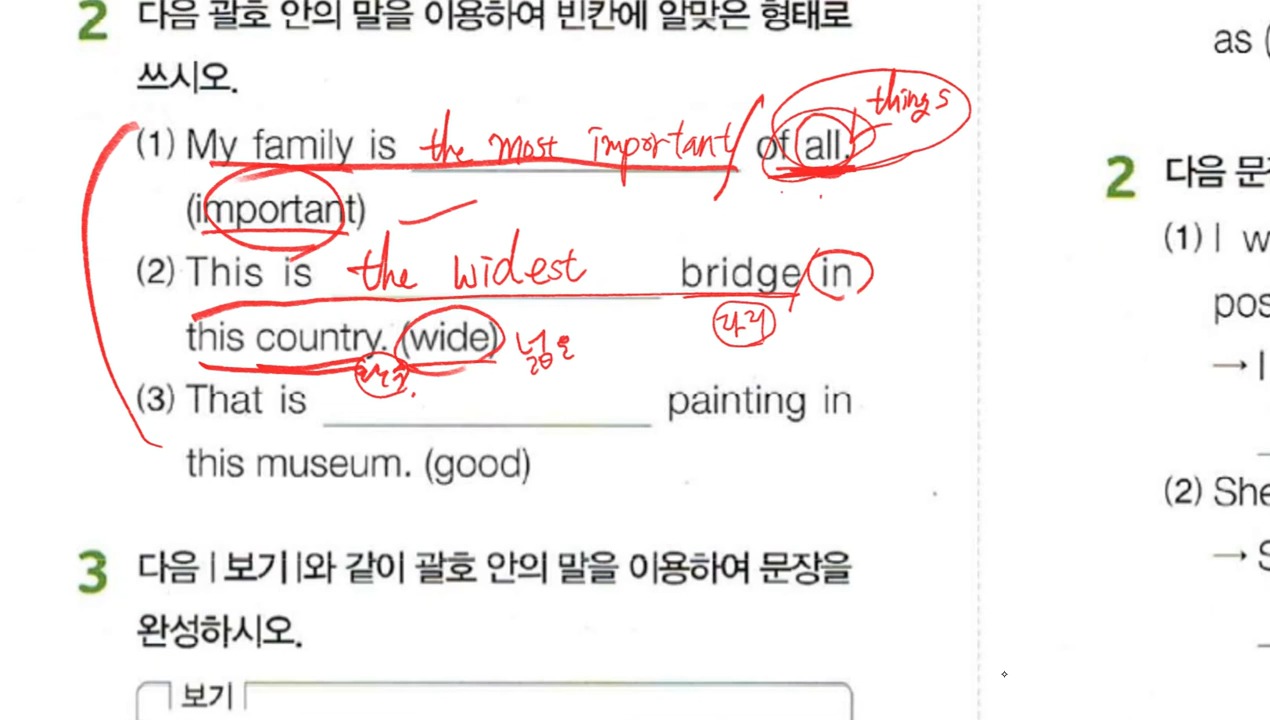 2 다음 괄호 안의 말을 이용하여 빈칸에 알맞은 형태로
쓰시오.
(1) My family is the most important of all. things
(important)
(2) This is the widest bridge in
다리
this country. (wide) 넓은
(3) That is ____ painting in
this museum. (good)
3 다음 |보기|와 같이 괄호 안의 말을 이용하여 문장을
완성하시오.
보기
as (
2 다음 문
(1) I w
pos
→ I
(2) She
→ S